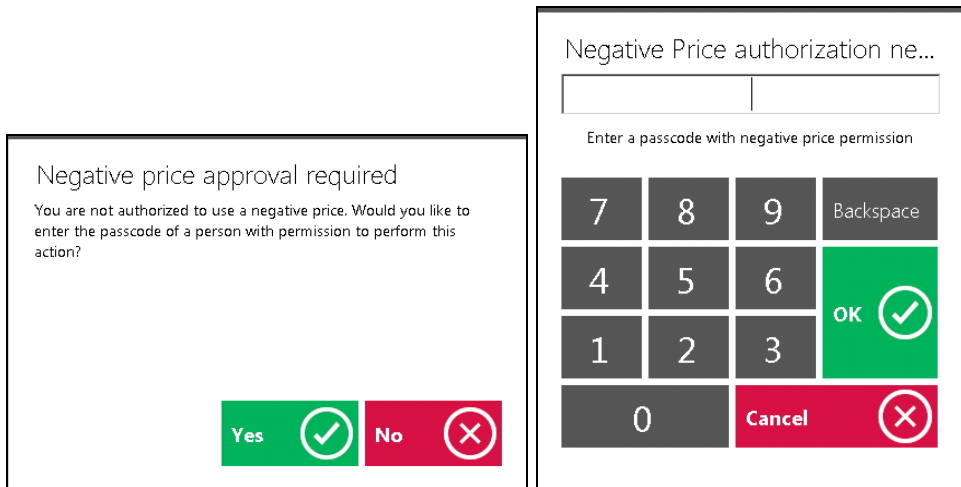 Negative price approval required
You are not authorized to use a negative price. Would you like to
enter the passcode of a person with permission to perform this
action?
Yes
No
Negative Price authorization ne...
Enter a passcode with negative price permission
7 8 9 Backspace
4 5 6
OK
1 2 3
0 Cancel